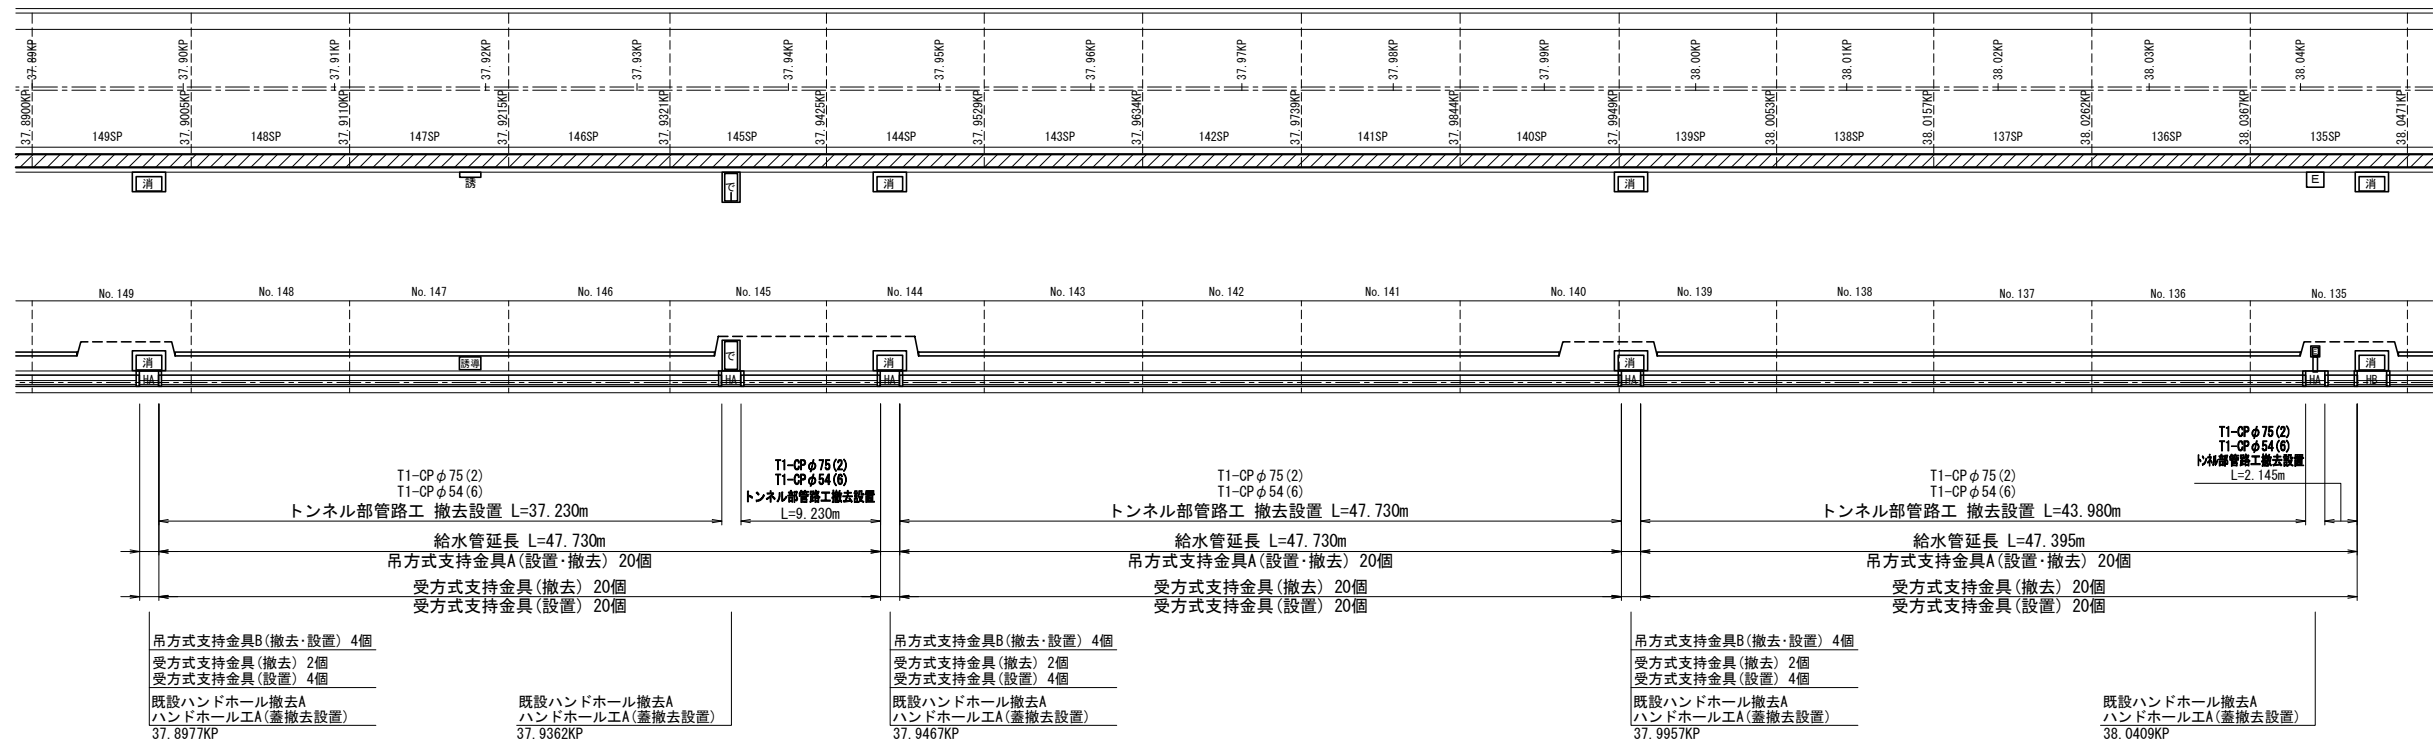 37.89KP
37.90KP
37.91KP
37.92KP
37.93KP
37.94KP
37.95KP
37.96KP
37.97KP
37.98KP
37.99KP
38.00KP
38.01KP
38.02KP
38.03KP
38.04KP
37.8900KP
37.9005KP
37.9110KP
37.9215KP
37.9321KP
37.9425KP
37.9529KP
37.9634KP
37.9739KP
37.9844KP
37.9949KP
38.0053KP
38.0157KP
38.0262KP
38.0367KP
38.0471KP
149SP
148SP
147SP
146SP
145SP
144SP
143SP
142SP
141SP
140SP
139SP
138SP
137SP
136SP
135SP
消
誘
でー
消
消
E
消
No.149
No.148
No.147
No.146
No.145
No.144
No.143
No.142
No.141
No.140
No.139
No.138
No.137
No.136
No.135
消
誘導
で
消
消
消
HA
HA
HA
HA
HA
HB
T1-CPφ75(2)
T1-CPφ54(6)
トンネル部管路工 撤去設置 L=37.230m
T1-CPφ75(2)
T1-CPφ54(6)
トンネル部管路工撤去設置
L=9.230m
T1-CPφ75(2)
T1-CPφ54(6)
トンネル部管路工 撤去設置 L=47.730m
T1-CPφ75(2)
T1-CPφ54(6)
トンネル部管路工 撤去設置 L=43.980m
T1-CPφ75(2)
T1-CPφ54(6)
トンネル部管路工撤去設置
L=2.145m
給水管延長 L=47.730m
吊方式支持金具A(設置･撤去) 20個
受方式支持金具(撤去) 20個
受方式支持金具(設置) 20個
給水管延長 L=47.730m
吊方式支持金具A(設置･撤去) 20個
受方式支持金具(撤去) 20個
受方式支持金具(設置) 20個
給水管延長 L=47.395m
吊方式支持金具A(設置･撤去) 20個
受方式支持金具(撤去) 20個
受方式支持金具(設置) 20個
吊方式支持金具B(撤去･設置) 4個
受方式支持金具(撤去) 2個
受方式支持金具(設置) 4個
既設ハンドホール撤去A
ハンドホール工A(蓋撤去設置)
37.8977KP
既設ハンドホール撤去A
ハンドホール工A(蓋撤去設置)
37.9362KP
吊方式支持金具B(撤去･設置) 4個
受方式支持金具(撤去) 2個
受方式支持金具(設置) 4個
既設ハンドホール撤去A
ハンドホール工A(蓋撤去設置)
37.9467KP
吊方式支持金具B(撤去･設置) 4個
受方式支持金具(撤去) 2個
受方式支持金具(設置) 4個
既設ハンドホール撤去A
ハンドホール工A(蓋撤去設置)
37.9957KP
既設ハンドホール撤去A
ハンドホール工A(蓋撤去設置)
38.0409KP